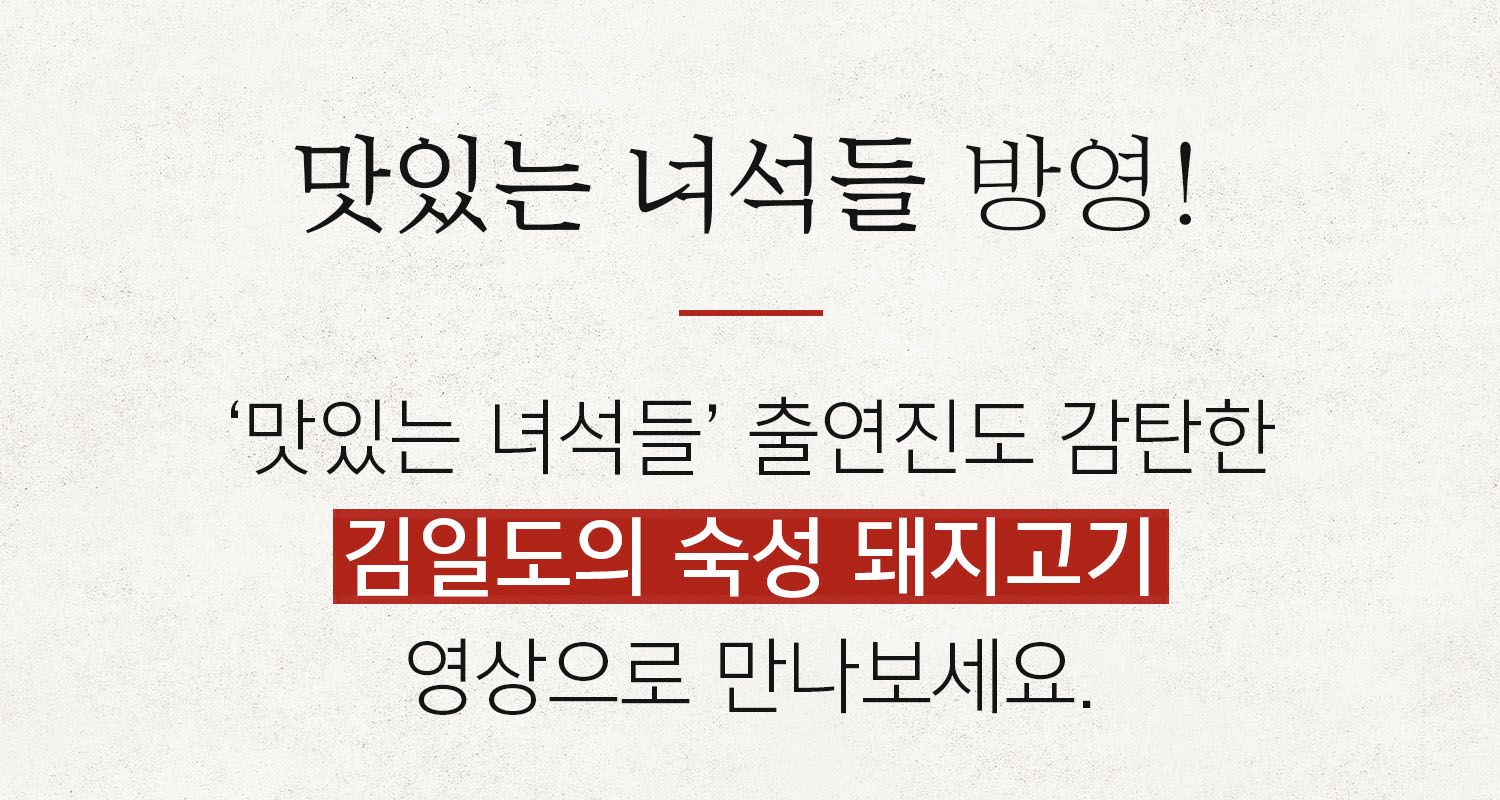 맛있는 녀석들 방영!
‘맛있는 녀석들’ 출연진도 감탄한
김일도의 숙성 돼지고기
영상으로 만나보세요.